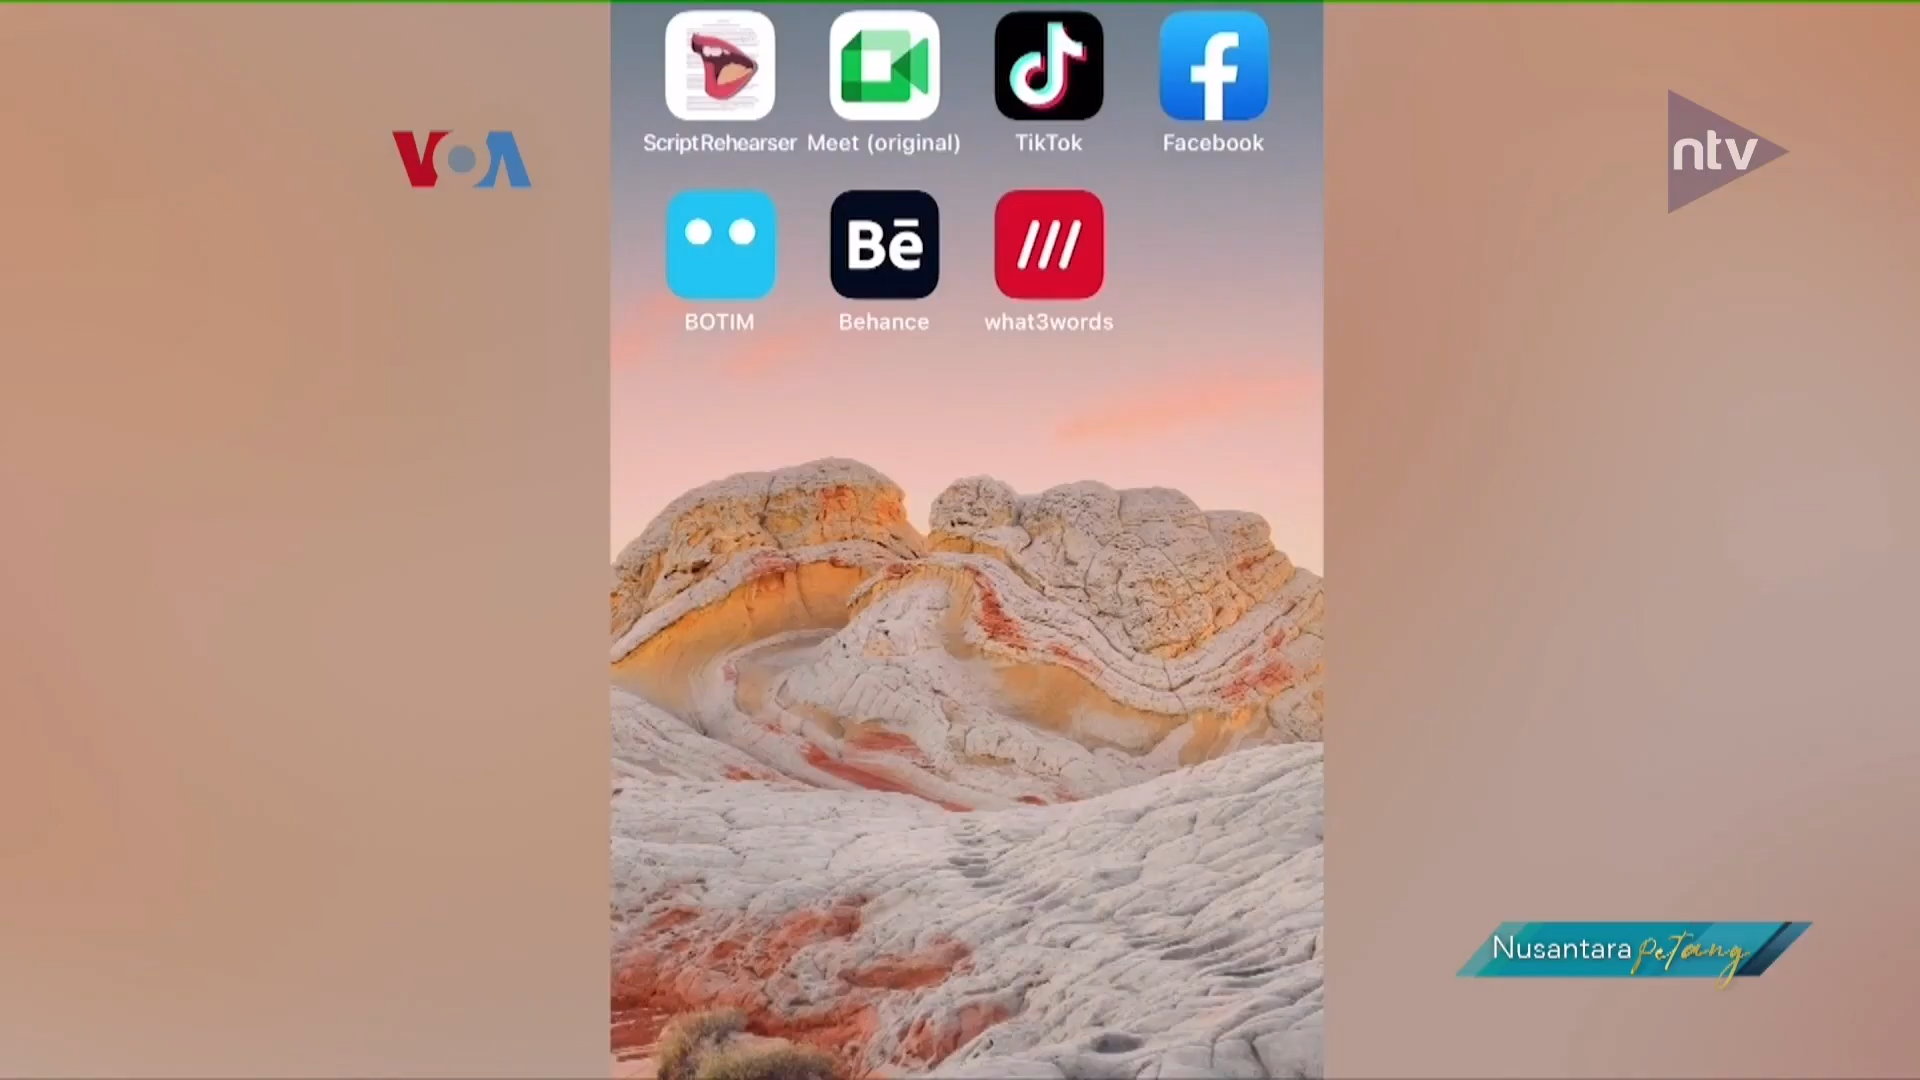 VOA
ntv
ScriptRehearser Meet (original) TikTok Facebook
Bē
BOTIM Behance what3words
Nusantara Petang